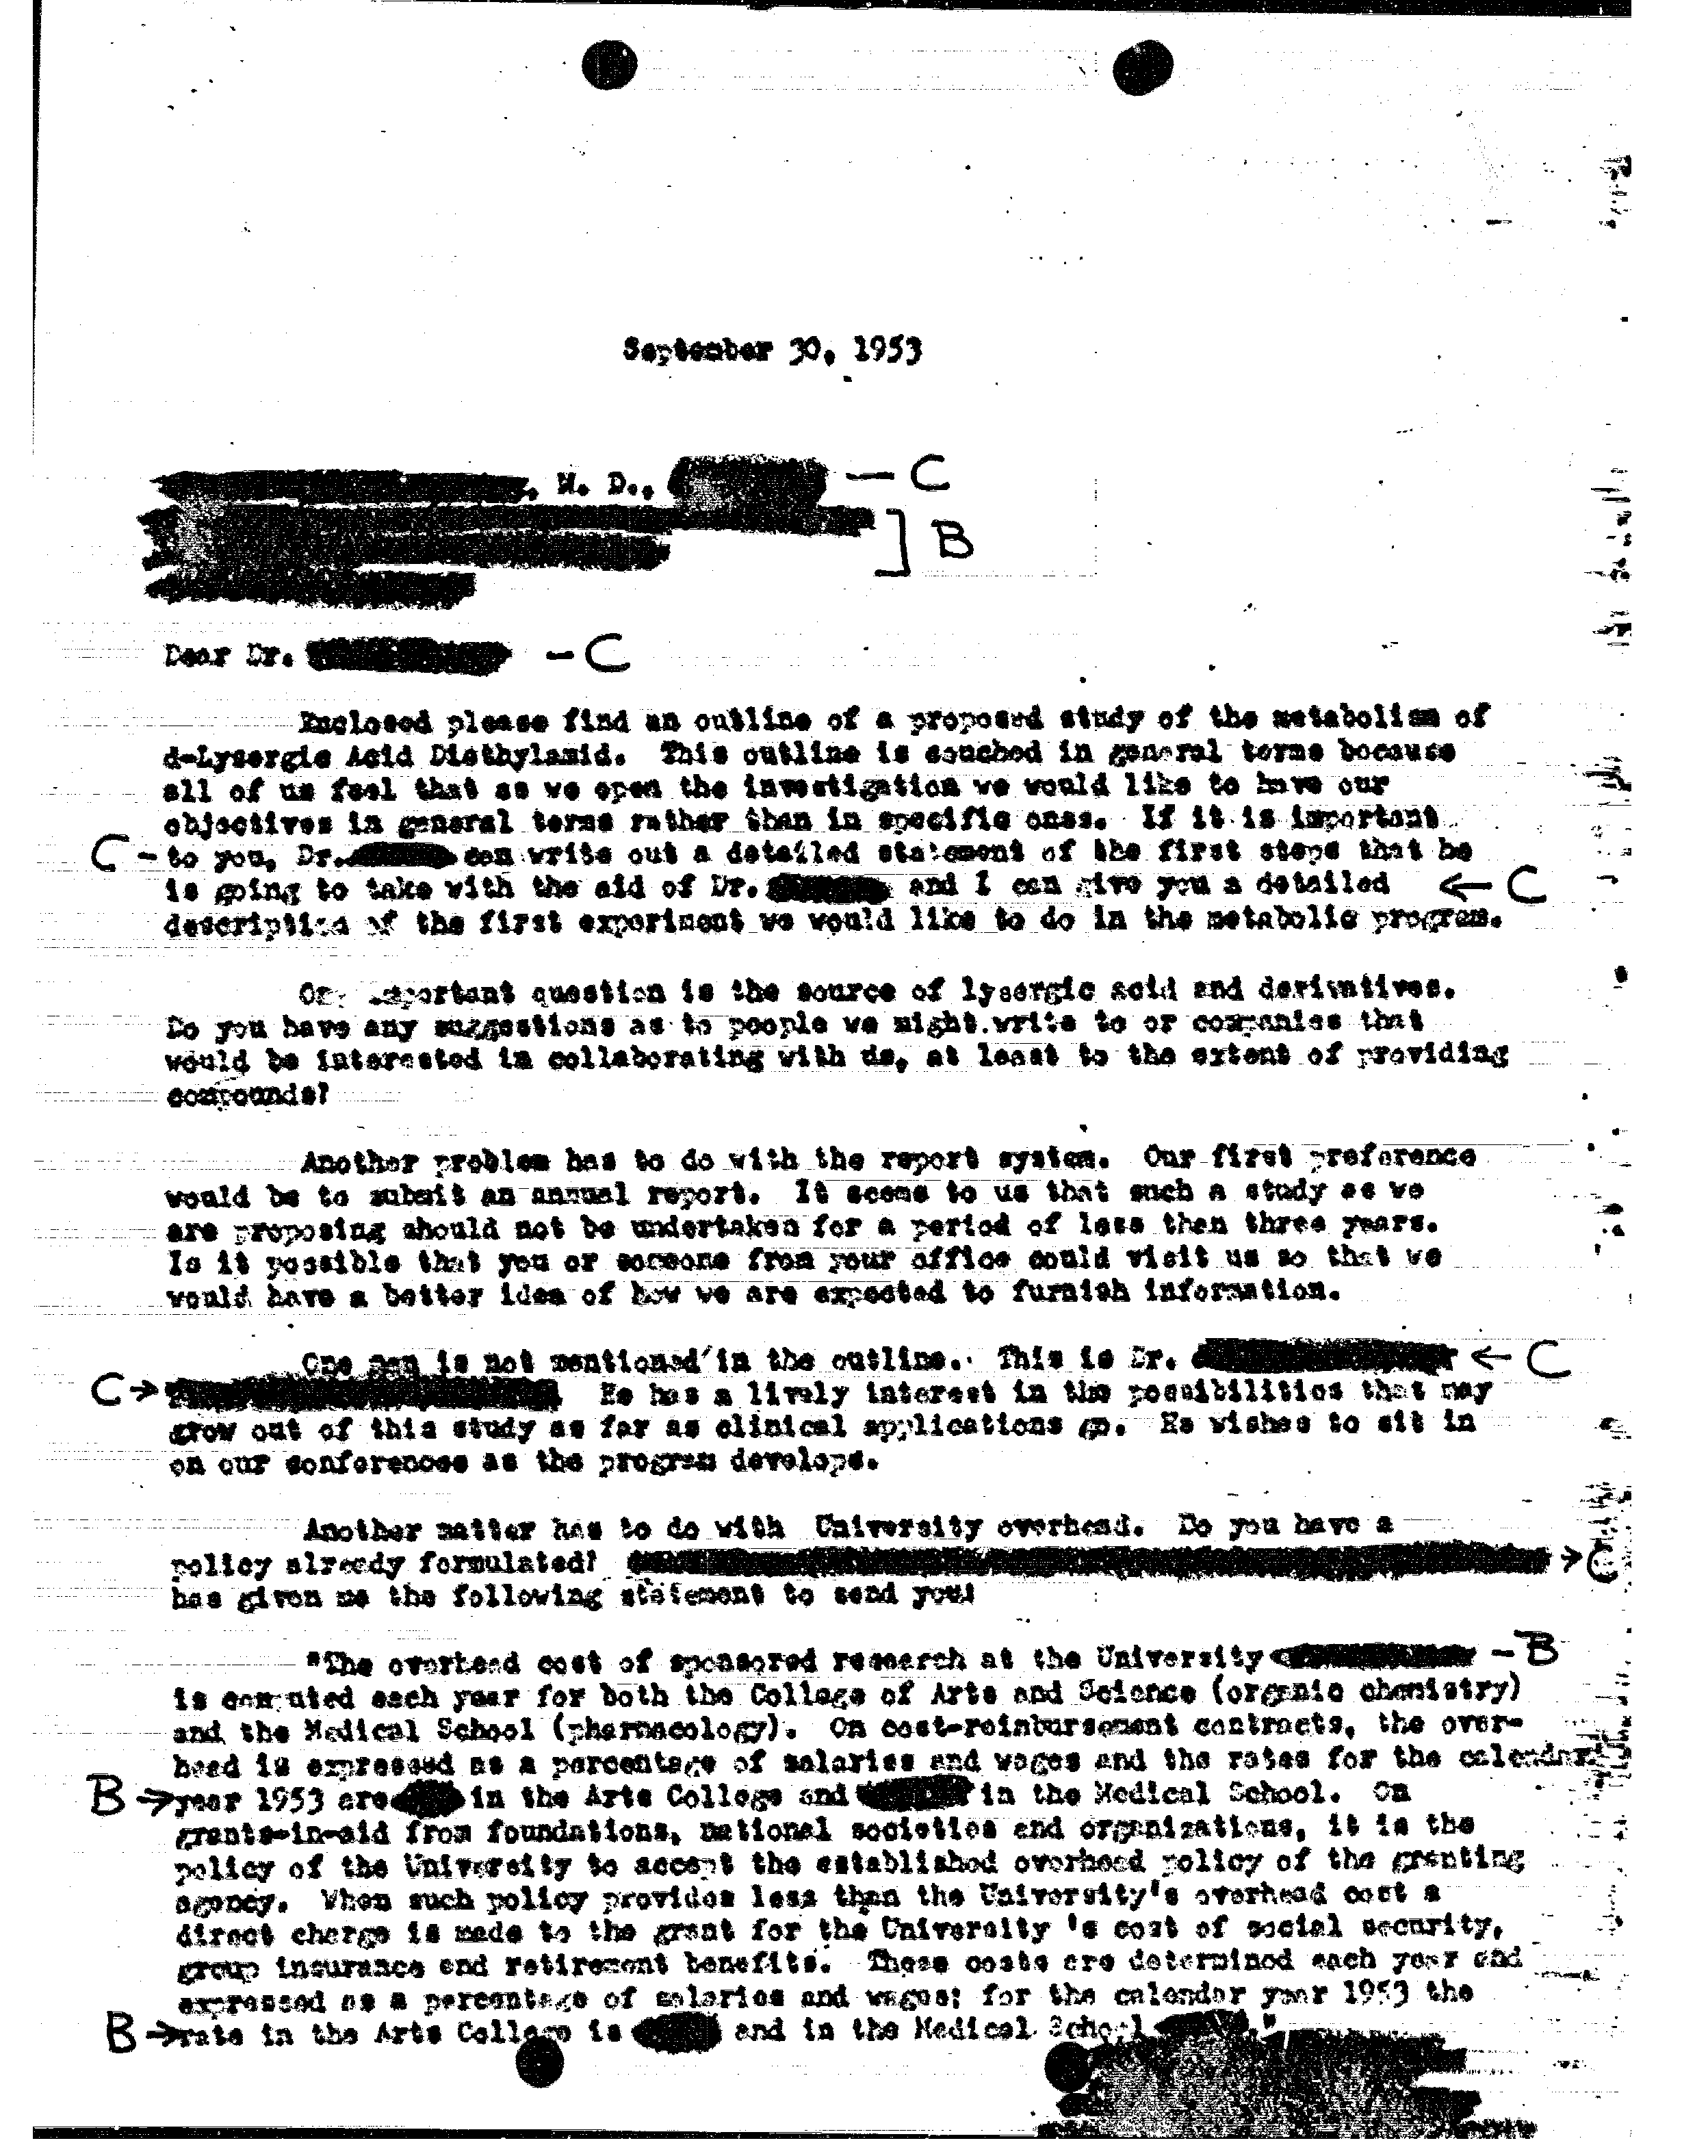 September 30, 1953
, M. D., — C
] B
Dear Dr. — C
Enclosed please find an outline of a proposed study of the metabolism of
d-Lysergic Acid Diethylamid. This outline is couched in general terms because
all of us feel that as we open the investigation we would like to have our
objectives in general terms rather than in specific ones. If it is important
C – to you, Dr. can write out a detailed statement of the first steps that he
is going to take with the aid of Dr. and I can give you a detailed ← C
description of the first experiment we would like to do in the metabolic program.
One important question is the source of lysergic acid and derivatives.
Do you have any suggestions as to people we might write to or companies that
would be interested in collaborating with us, at least to the extent of providing
compounds?
Another problem has to do with the report system. Our first preference
would be to submit an annual report. It seems to us that such a study as we
are proposing should not be undertaken for a period of less then three years.
Is it possible that you or someone from your office could visit us so that we
would have a better idea of how we are expected to furnish information.
One man is not mentioned in the outline. This is Dr. ← C
C → He has a lively interest in the possibilities that may
grow out of this study as far as clinical applications go. He wishes to sit in
on our conferences as the program develops.
Another matter has to do with University overhead. Do you have a
policy already formulated? → C
has given me the following statement to send you:
"The overhead cost of sponsored research at the University – B
is computed each year for both the College of Arts and Science (organic chemistry)
and the Medical School (pharmacology). On cost-reinbursement contracts, the over-
head is expressed as a percentage of salaries and wages and the rates for the calendar
B → year 1953 are in the Arts College and in the Medical School. On
grants-in-aid from foundations, national societies and organizations, it is the
policy of the University to accept the established overhead policy of the granting
agency. When such policy provides less than the University's overhead cost a
direct charge is made to the grant for the University 's cost of social security,
group insurance and retirement benefits. These costs are determined each year and
expressed as a percentage of salaries and wages; for the calendar year 1953 the
B → rate in the Arts College is and in the Medical School ."